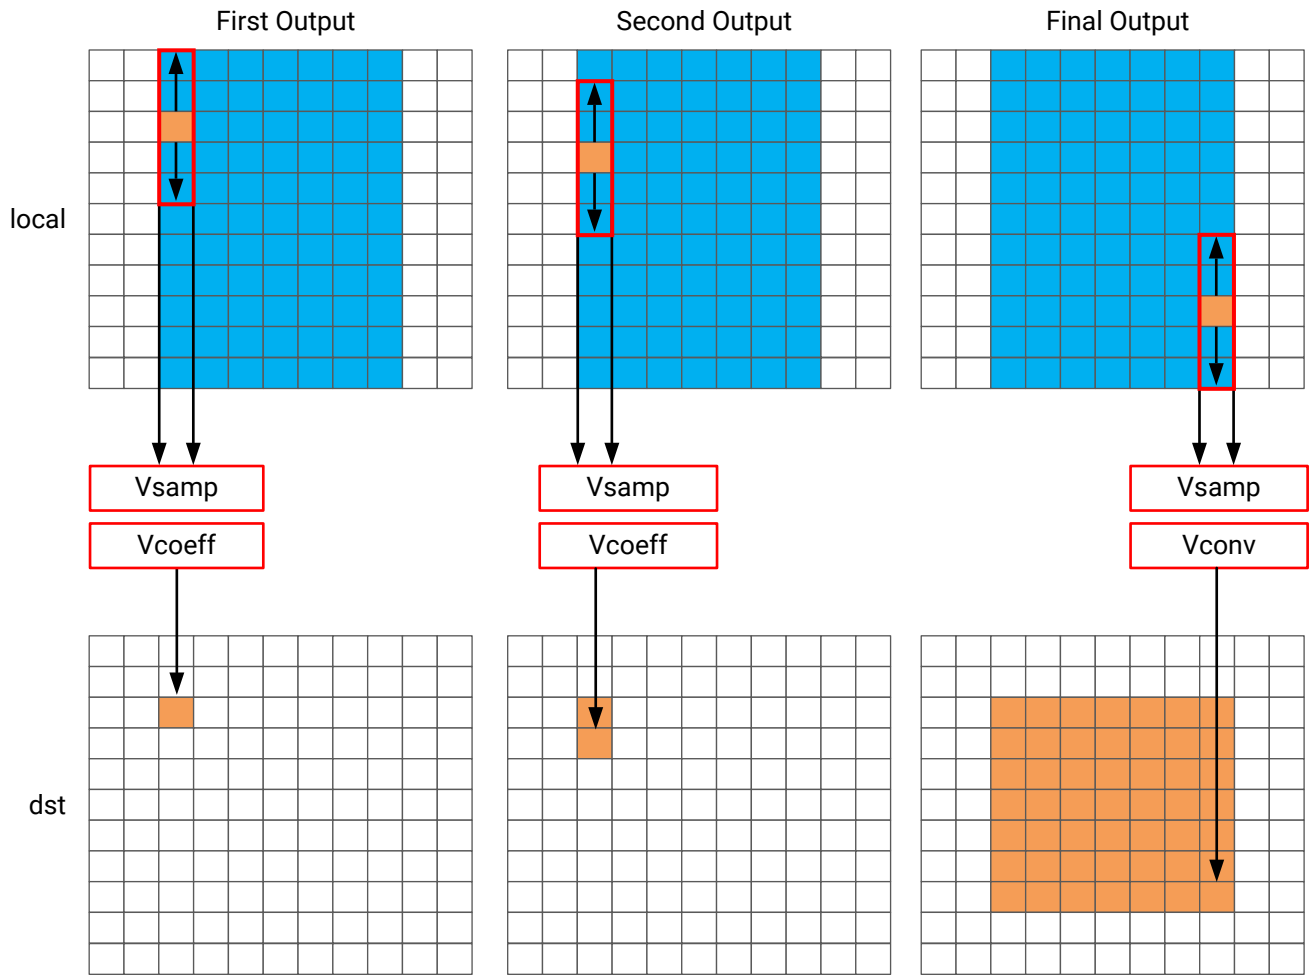 First Output
Second Output
Final Output
local
Vsamp
Vsamp
Vsamp
Vcoeff
Vcoeff
Vconv
dst